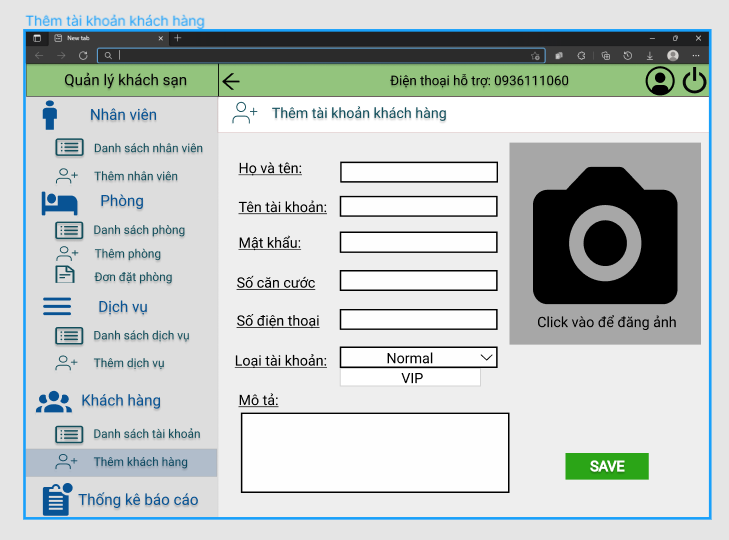 Thêm tài khoản khách hàng
New tab
Quản lý khách sạn
Điện thoại hỗ trợ: 0936111060
Nhân viên
Danh sách nhân viên
Thêm nhân viên
Phòng
Danh sách phòng
Thêm phòng
Đơn đặt phòng
Dịch vụ
Danh sách dịch vụ
Thêm dịch vụ
Khách hàng
Danh sách tài khoản
Thêm khách hàng
Thống kê báo cáo
Thêm tài khoản khách hàng
Họ và tên:
Tên tài khoản:
Mật khẩu:
Số căn cước
Số điện thoại
Loại tài khoản:
Normal
VIP
Mô tả:
Click vào để đăng ảnh
SAVE